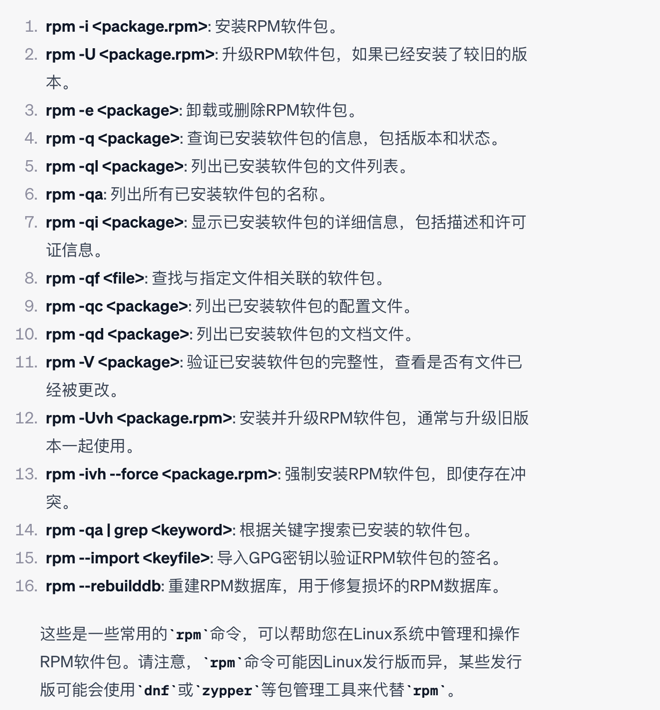 1. rpm -i <package.rpm>: 安装RPM软件包。
2. rpm -U <package.rpm>: 升级RPM软件包，如果已经安装了较旧的版
本。
3. rpm -e <package>: 卸载或删除RPM软件包。
4. rpm -q <package>: 查询已安装软件包的信息，包括版本和状态。
5. rpm -ql <package>: 列出已安装软件包的文件列表。
6. rpm -qa: 列出所有已安装软件包的名称。
7. rpm -qi <package>: 显示已安装软件包的详细信息，包括描述和许可
证信息。
8. rpm -qf <file>: 查找与指定文件相关联的软件包。
9. rpm -qc <package>: 列出已安装软件包的配置文件。
10. rpm -qd <package>: 列出已安装软件包的文档文件。
11. rpm -V <package>: 验证已安装软件包的完整性，查看是否有文件已
经被更改。
12. rpm -Uvh <package.rpm>: 安装并升级RPM软件包，通常与升级旧版
本一起使用。
13. rpm -ivh --force <package.rpm>: 强制安装RPM软件包，即使存在冲
突。
14. rpm -qa | grep <keyword>: 根据关键字搜索已安装的软件包。
15. rpm --import <keyfile>: 导入GPG密钥以验证RPM软件包的签名。
16. rpm --rebuilddb: 重建RPM数据库，用于修复损坏的RPM数据库。
这些是一些常用的`rpm`命令，可以帮助您在Linux系统中管理和操作
RPM软件包。请注意，`rpm`命令可能因Linux发行版而异，某些发行
版可能会使用`dnf`或`zypper`等包管理工具来代替`rpm`。